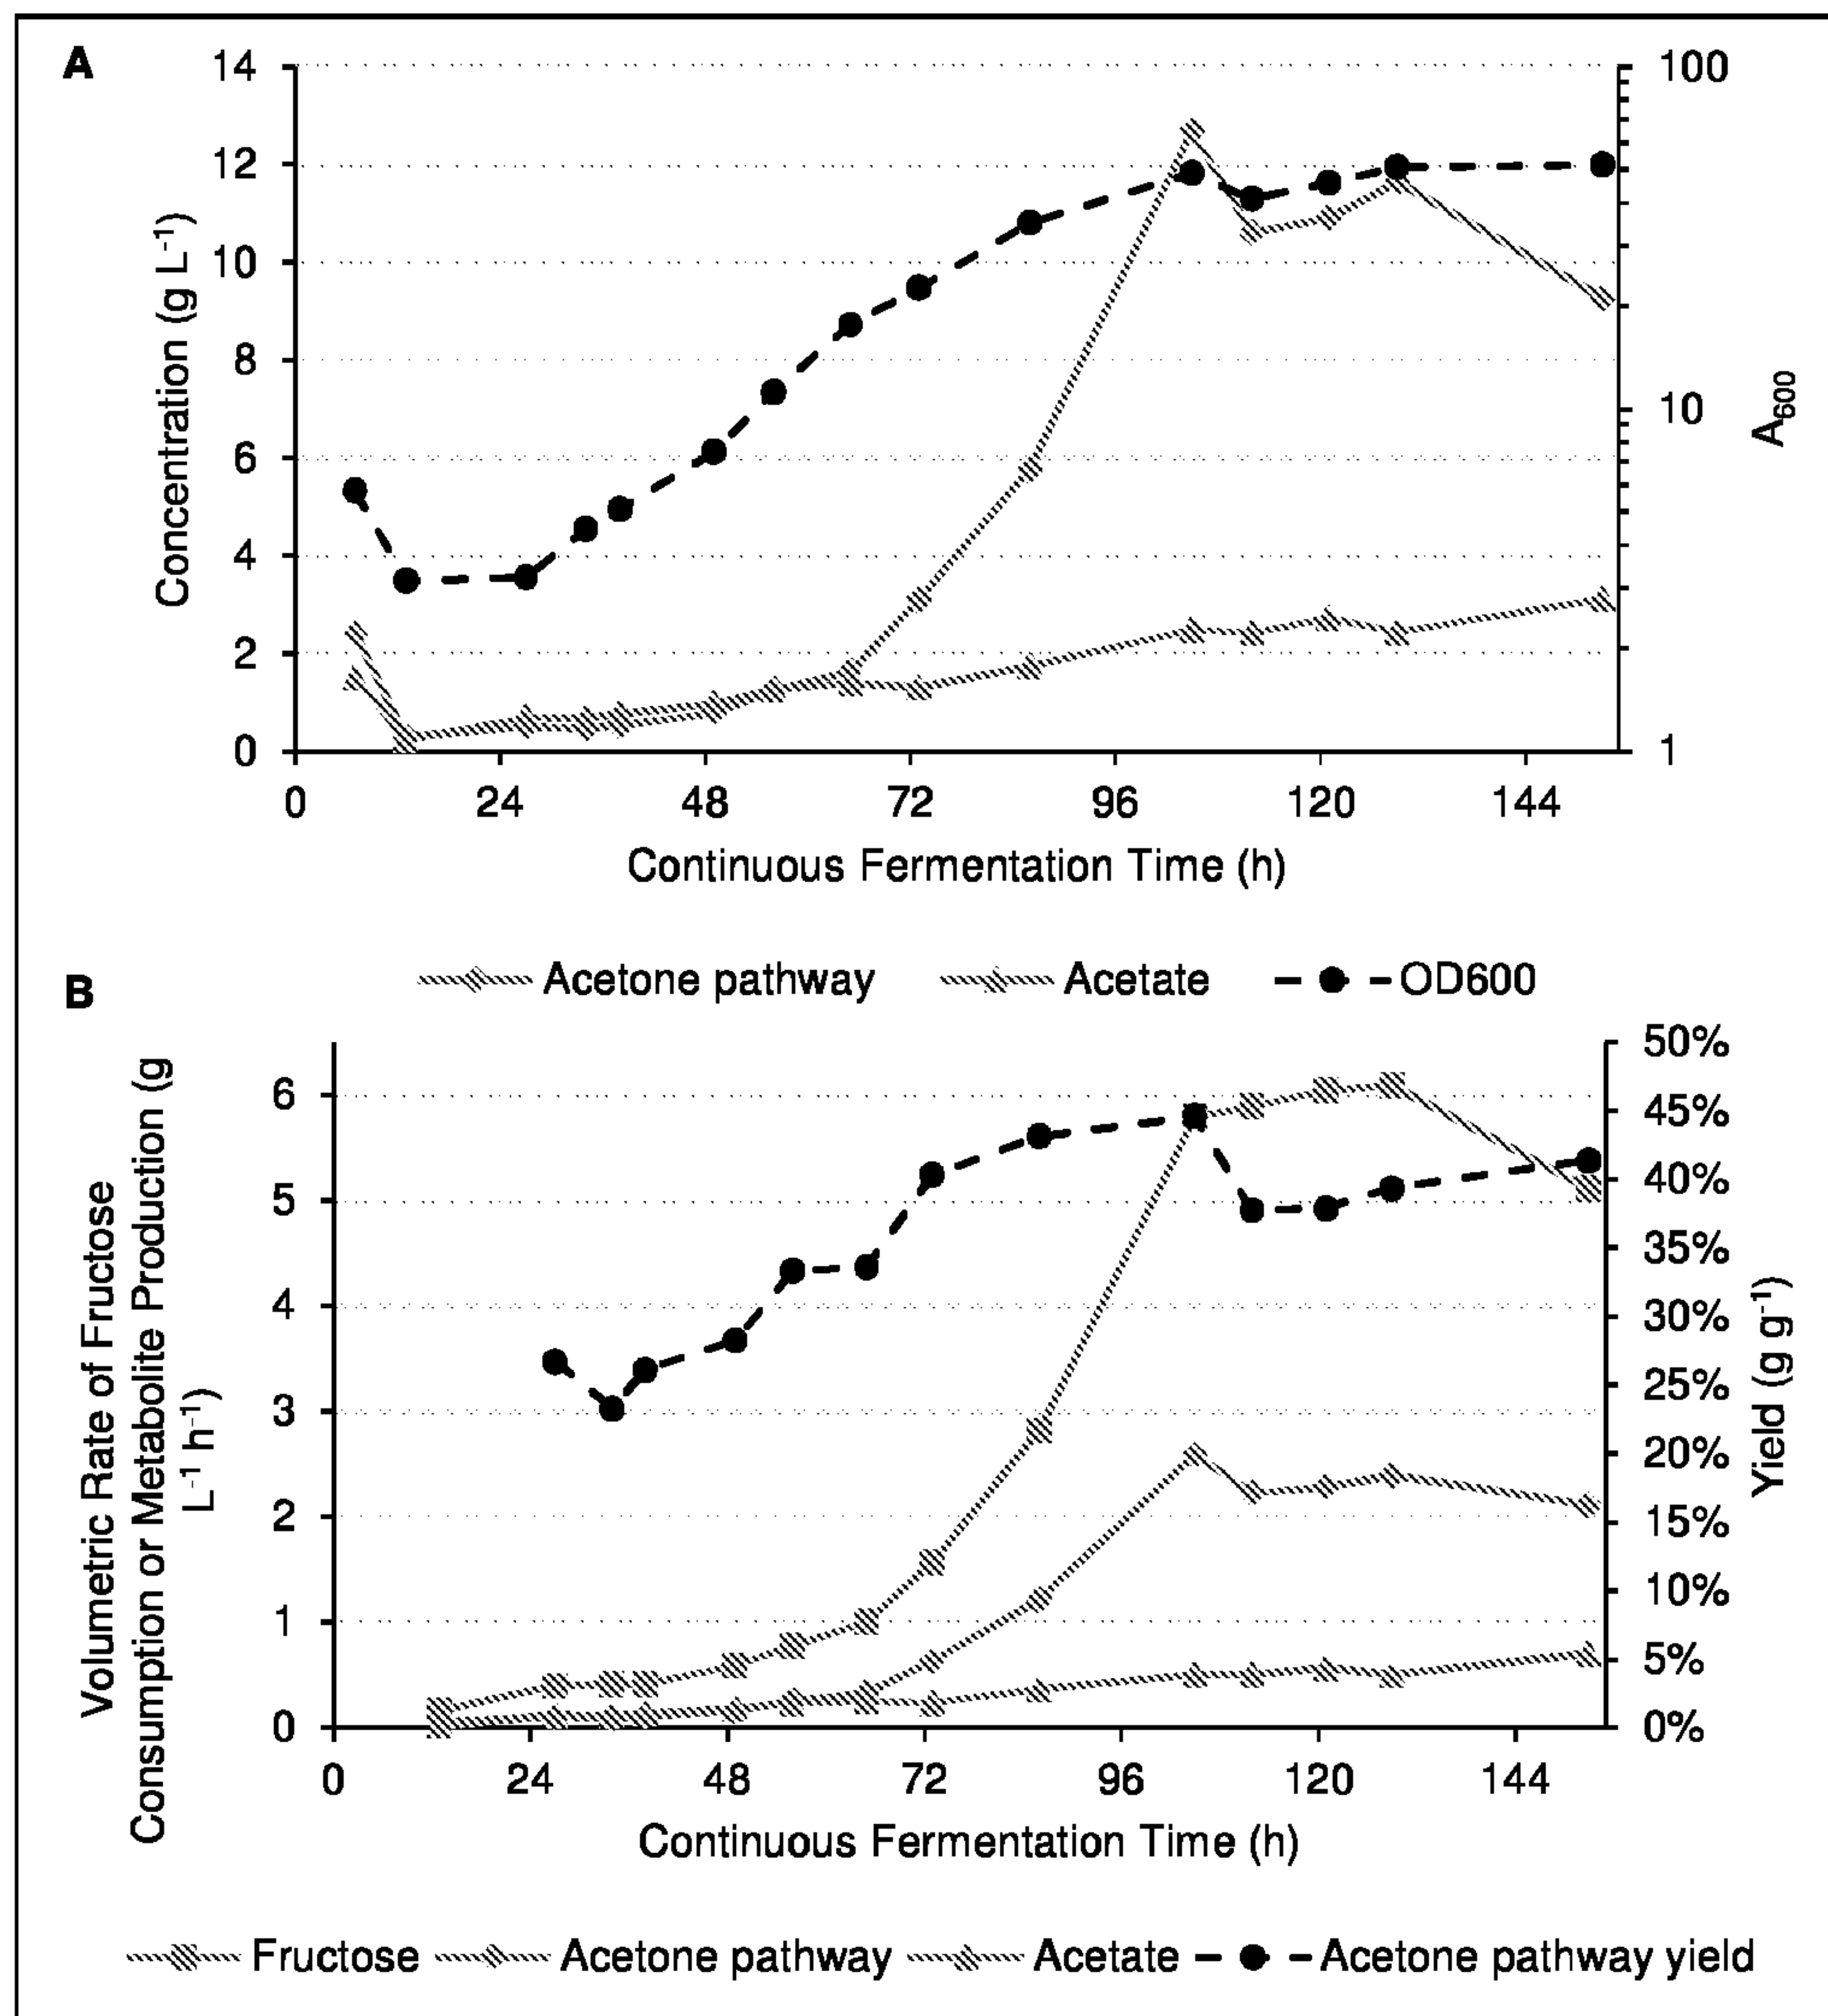 A
14
12
10
8
6
4
2
0
Concentration (g L⁻¹)
100
10
1
A₆₀₀
0 24 48 72 96 120 144
Continuous Fermentation Time (h)
Acetone pathway Acetate OD600
B
Volumetric Rate of Fructose
Consumption or Metabolite Production (g
L⁻¹ h⁻¹)
6
5
4
3
2
1
0
50%
45%
40%
35%
30%
25%
20%
15%
10%
5%
0%
Yield (g g⁻¹)
0 24 48 72 96 120 144
Continuous Fermentation Time (h)
Fructose Acetone pathway Acetate Acetone pathway yield